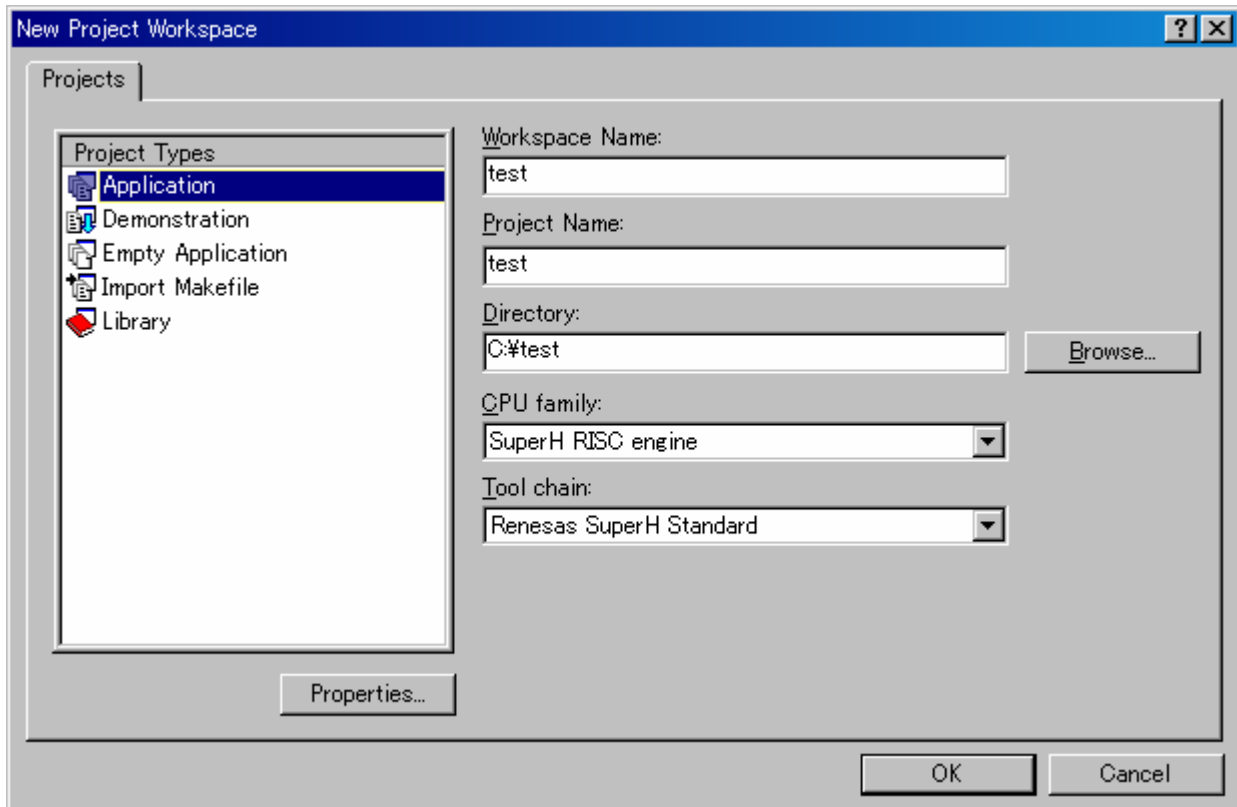 New Project Workspace
Projects
Project Types
Application
Demonstration
Empty Application
Import Makefile
Library
Properties...
Workspace Name:
test
Project Name:
test
Directory:
C:¥test
Browse...
CPU family:
SuperH RISC engine
Tool chain:
Renesas SuperH Standard
OK
Cancel